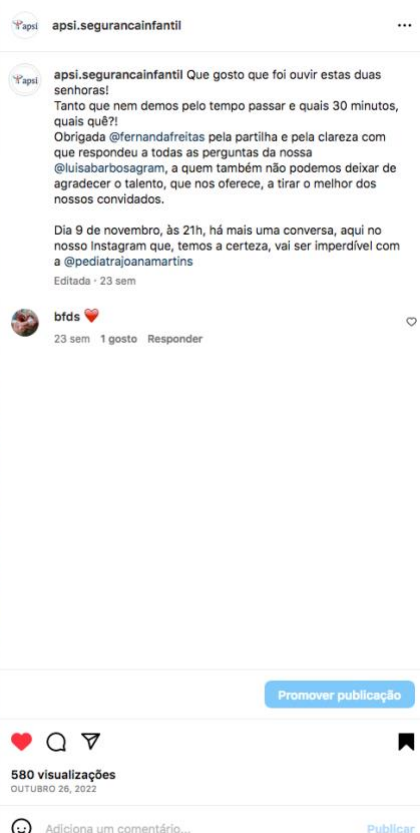 apsi
apsi.segurancainfantil
apsi
apsi.segurancainfantil Que gosto que foi ouvir estas duas
senhoras!
Tanto que nem demos pelo tempo passar e quais 30 minutos,
quais quê?!
Obrigada @fernandafreitas pela partilha e pela clareza com
que respondeu a todas as perguntas da nossa
@luisabarbosagram, a quem também não podemos deixar de
agradecer o talento, que nos oferece, a tirar o melhor dos
nossos convidados.
Dia 9 de novembro, às 21h, há mais uma conversa, aqui no
nosso Instagram que, temos a certeza, vai ser imperdível com
a @pediatrajoanamartins
Editada · 23 sem
bfds ❤️
23 sem 1 gosto Responder
Promover publicação
580 visualizações
OUTUBRO 26, 2022
Adiciona um comentário... Publicar